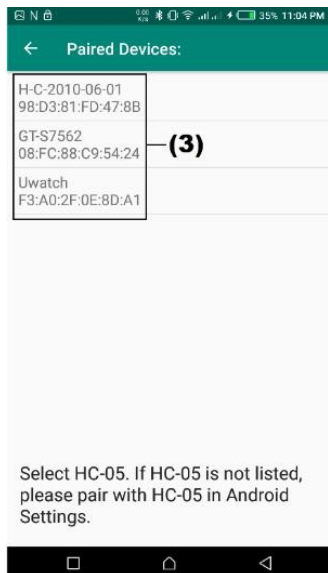 N 0.00 K/s 35% 11:04 PM
Paired Devices:
H-C-2010-06-01
98:D3:81:FD:47:8B
GT-S7562
08:FC:88:C9:54:24
(3)
Uwatch
F3:A0:2F:0E:8D:A1
Select HC-05. If HC-05 is not listed,
please pair with HC-05 in Android
Settings.